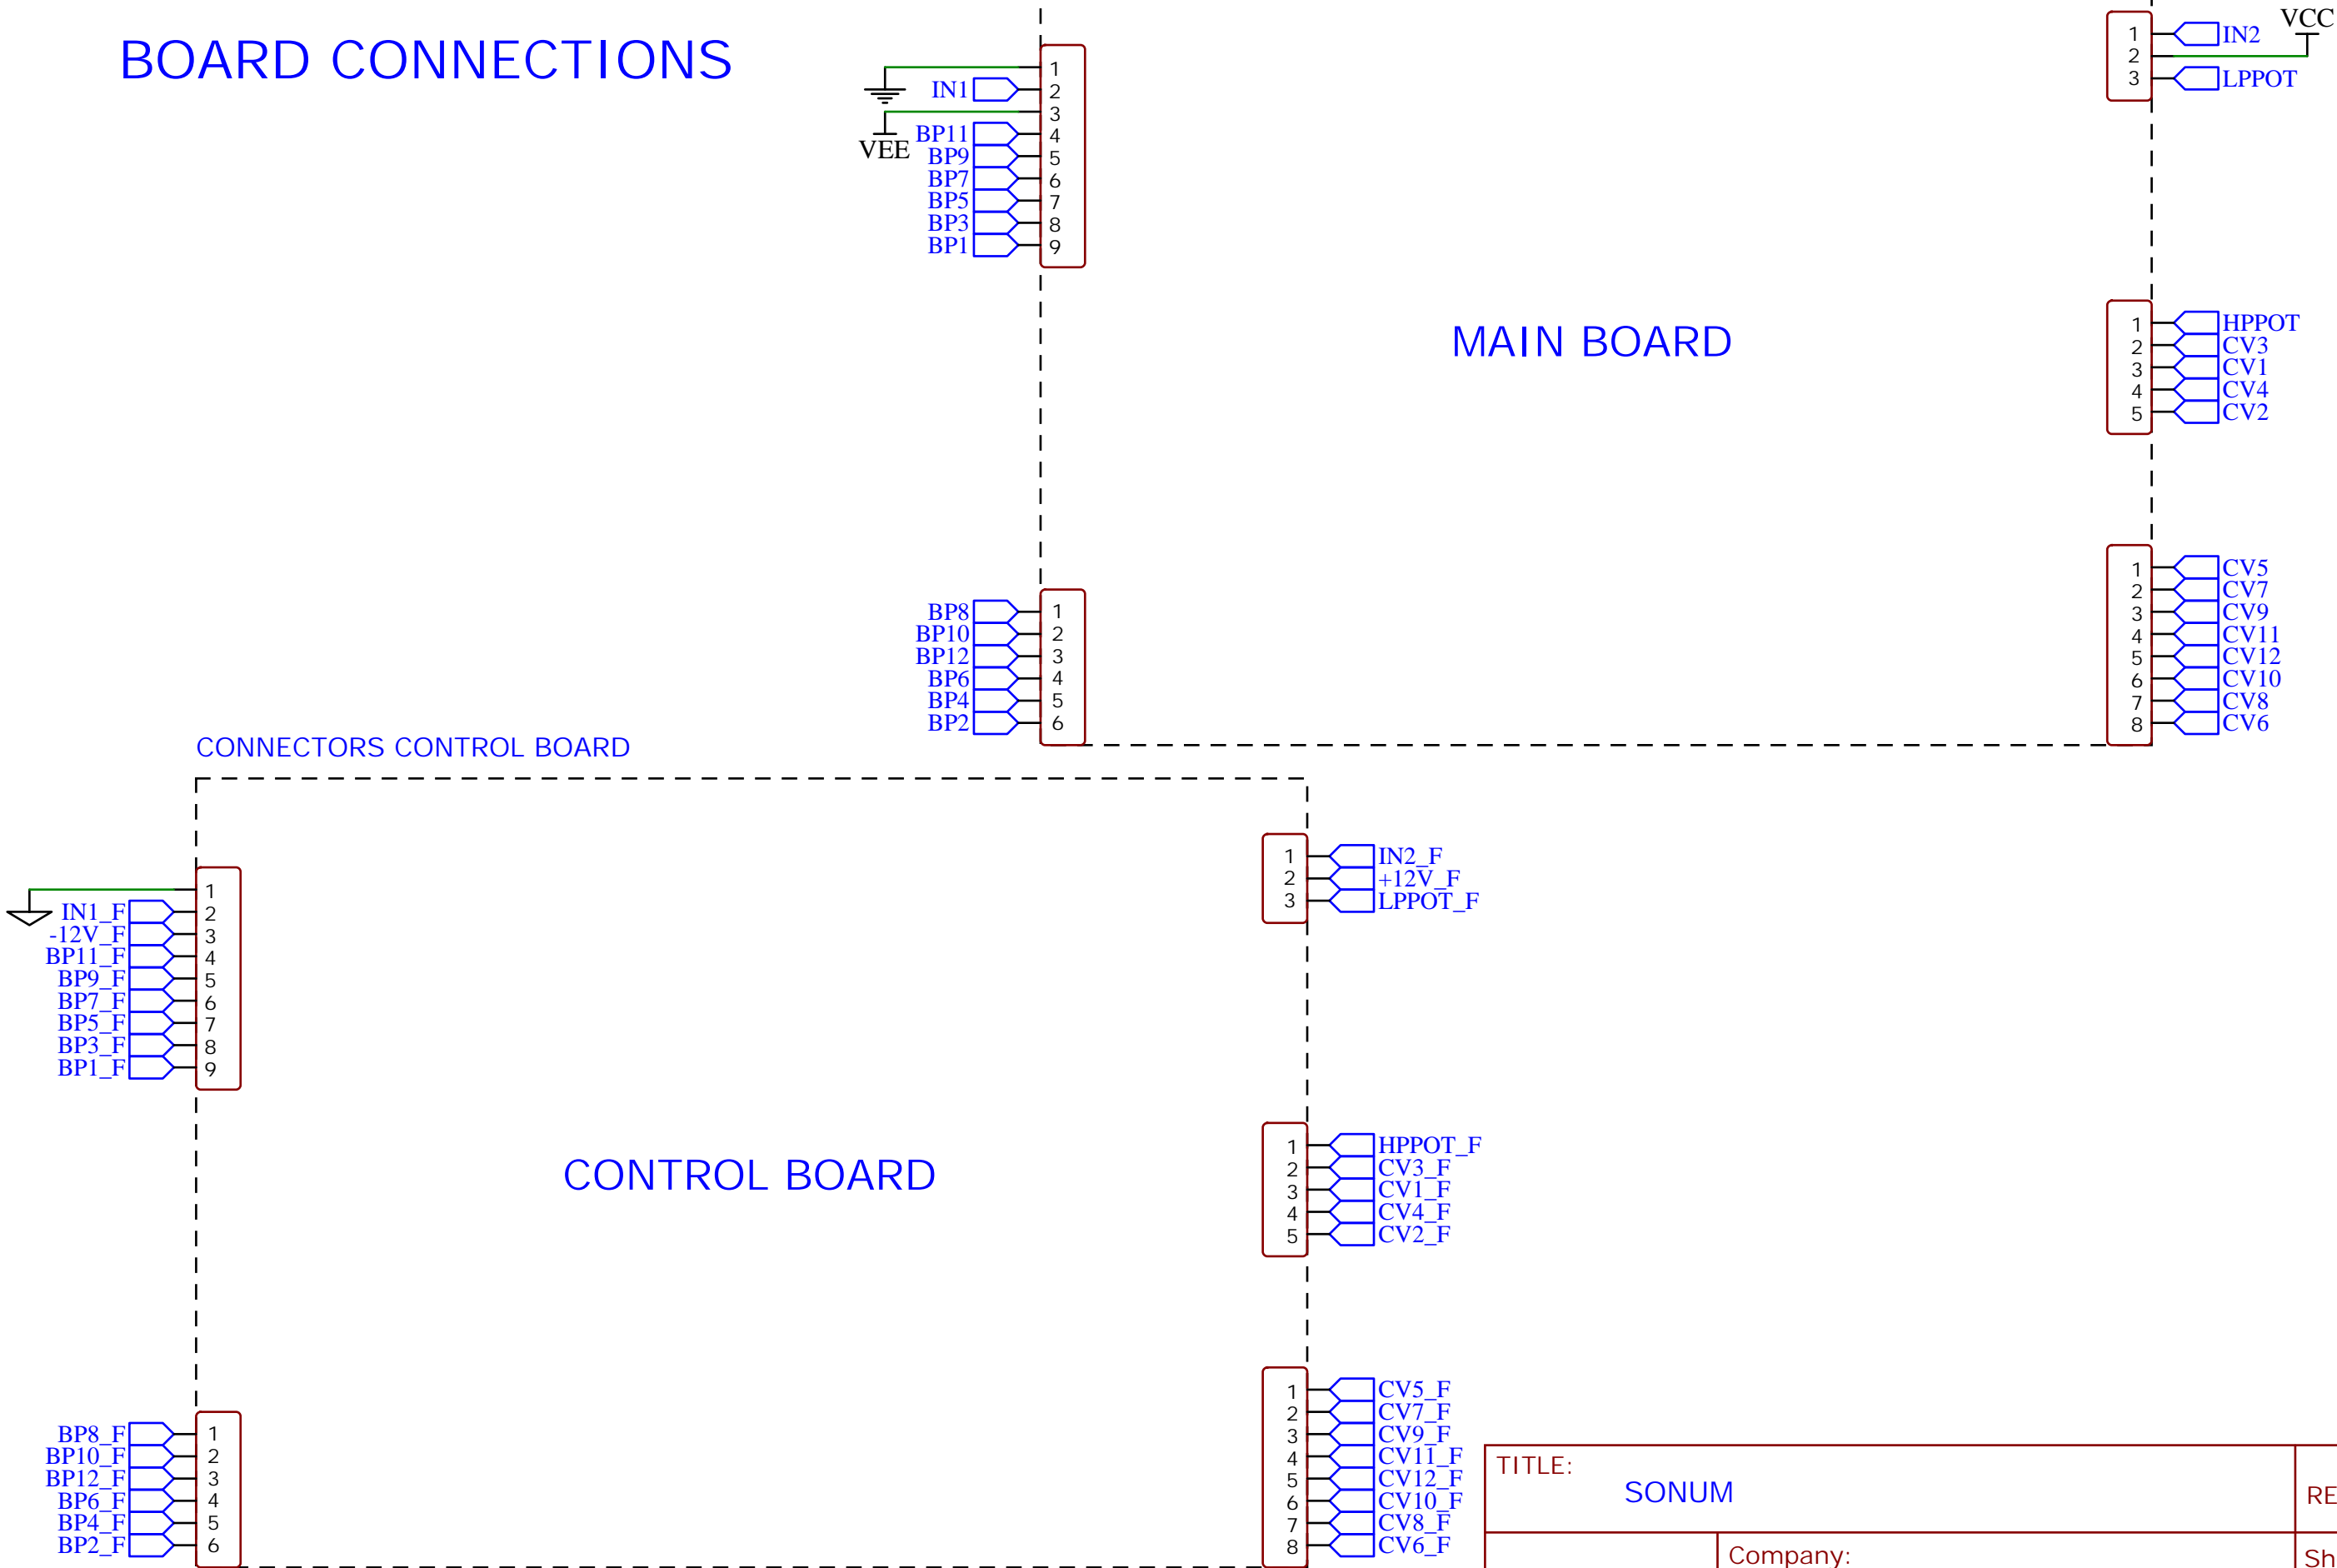 BOARD CONNECTIONS
1
IN1 2
3
VEE
BP11 4
BP9 5
BP7 6
BP5 7
BP3 8
BP1 9
VCC
1 IN2
2
3 LPPOT
MAIN BOARD
1 HPPOT
2 CV3
3 CV1
4 CV4
5 CV2
BP8 1
BP10 2
BP12 3
BP6 4
BP4 5
BP2 6
1 CV5
2 CV7
3 CV9
4 CV11
5 CV12
6 CV10
7 CV8
8 CV6
CONNECTORS CONTROL BOARD
1
IN1_F 2
-12V_F 3
BP11_F 4
BP9_F 5
BP7_F 6
BP5_F 7
BP3_F 8
BP1_F 9
1 IN2_F
2 +12V_F
3 LPPOT_F
CONTROL BOARD
1 HPPOT_F
2 CV3_F
3 CV1_F
4 CV4_F
5 CV2_F
BP8_F 1
BP10_F 2
BP12_F 3
BP6_F 4
BP4_F 5
BP2_F 6
1 CV5_F
2 CV7_F
3 CV9_F
4 CV11_F
5 CV12_F
6 CV10_F
7 CV8_F
8 CV6_F
TITLE:
SONUM
RE
Company:
Sh